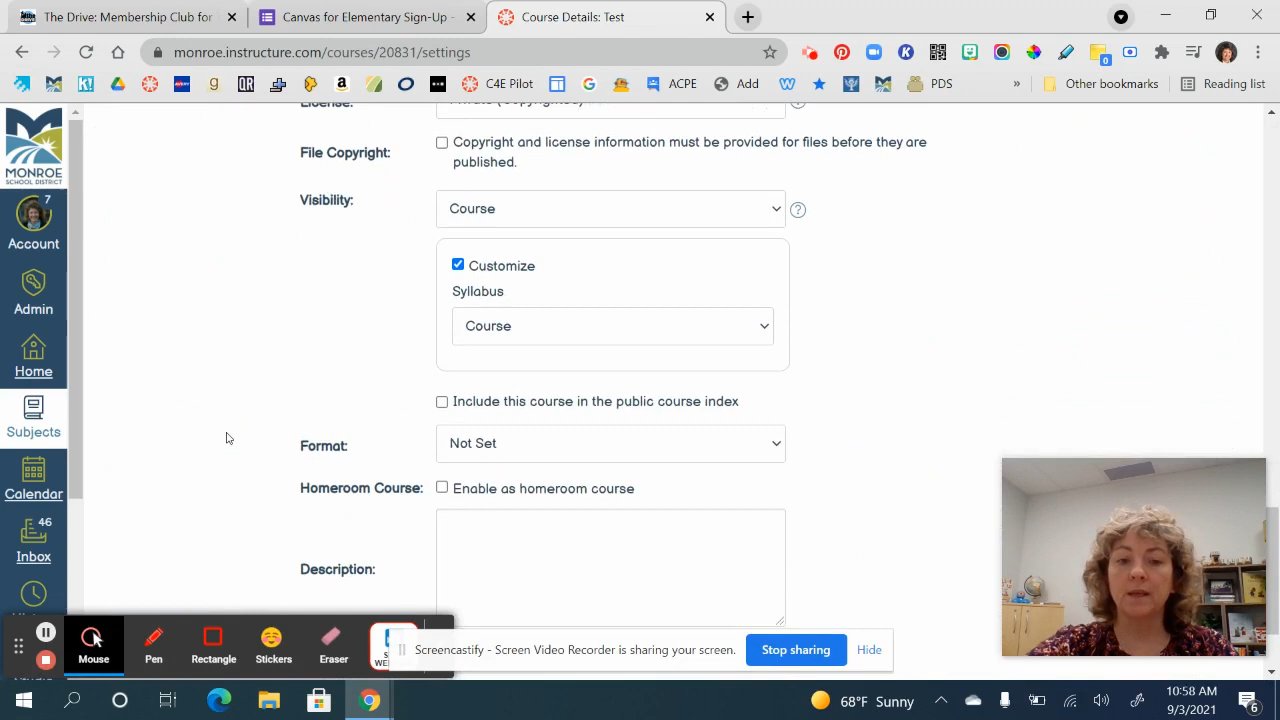 The Drive: Membership Club for
Canvas for Elementary Sign-Up -
Course Details: Test
monroe.instructure.com/courses/20831/settings
C4E Pilot
ACPE
Add
PDS
Other bookmarks
Reading list
MONROE
SCHOOL DISTRICT
7
Account
Admin
Home
Subjects
Calendar
46
Inbox
License:
Private (Copyrighted)
File Copyright:
Copyright and license information must be provided for files before they are
published.
Visibility:
Course
Customize
Syllabus
Course
Include this course in the public course index
Format:
Not Set
Homeroom Course:
Enable as homeroom course
Description:
Mouse
Pen
Rectangle
Stickers
Eraser
Screencastify - Screen Video Recorder is sharing your screen.
Stop sharing
Hide
68°F Sunny
10:58 AM
9/3/2021
6